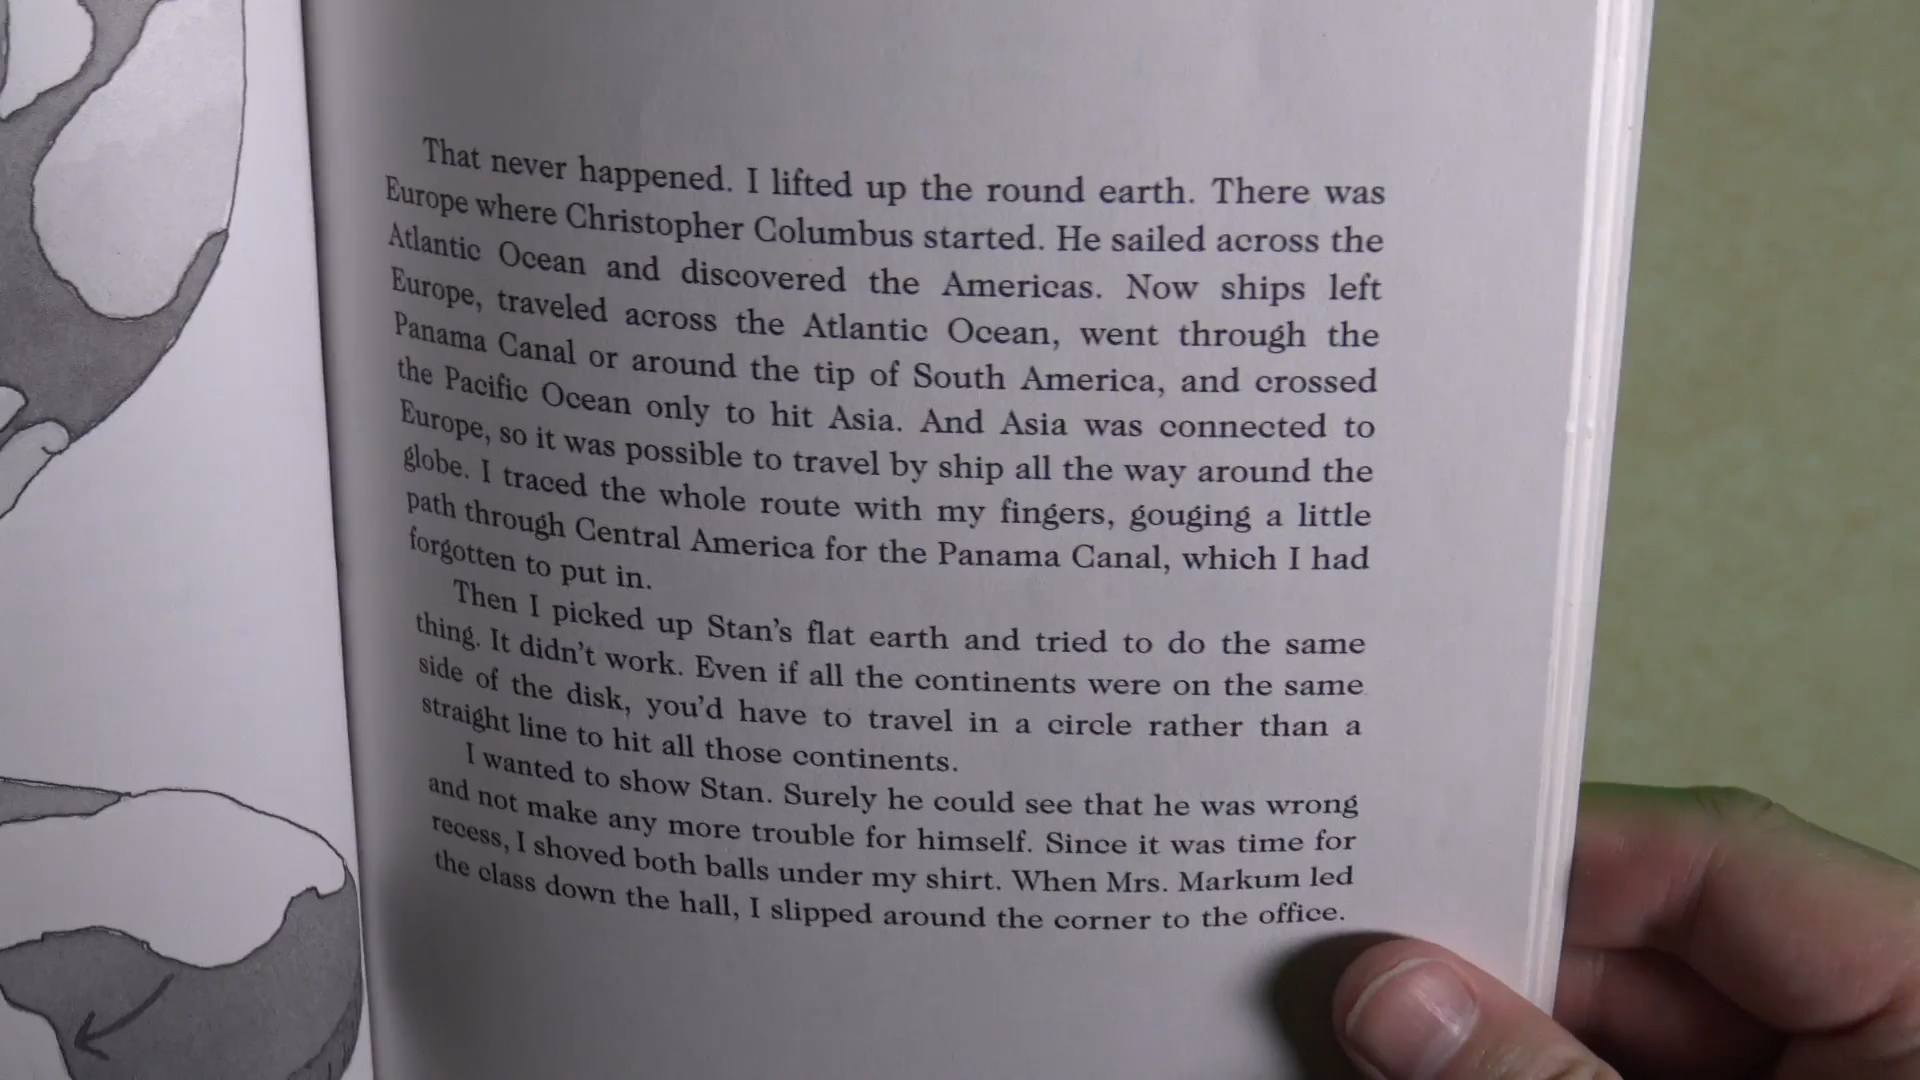 That never happened. I lifted up the round earth. There was
Europe where Christopher Columbus started. He sailed across the
Atlantic Ocean and discovered the Americas. Now ships left
Europe, traveled across the Atlantic Ocean, went through the
Panama Canal or around the tip of South America, and crossed
the Pacific Ocean only to hit Asia. And Asia was connected to
Europe, so it was possible to travel by ship all the way around the
globe. I traced the whole route with my fingers, gouging a little
path through Central America for the Panama Canal, which I had
forgotten to put in.
Then I picked up Stan's flat earth and tried to do the same
thing. It didn't work. Even if all the continents were on the same
side of the disk, you'd have to travel in a circle rather than a
straight line to hit all those continents.
I wanted to show Stan. Surely he could see that he was wrong
and not make any more trouble for himself. Since it was time for
recess, I shoved both balls under my shirt. When Mrs. Markum led
the class down the hall, I slipped around the corner to the office.